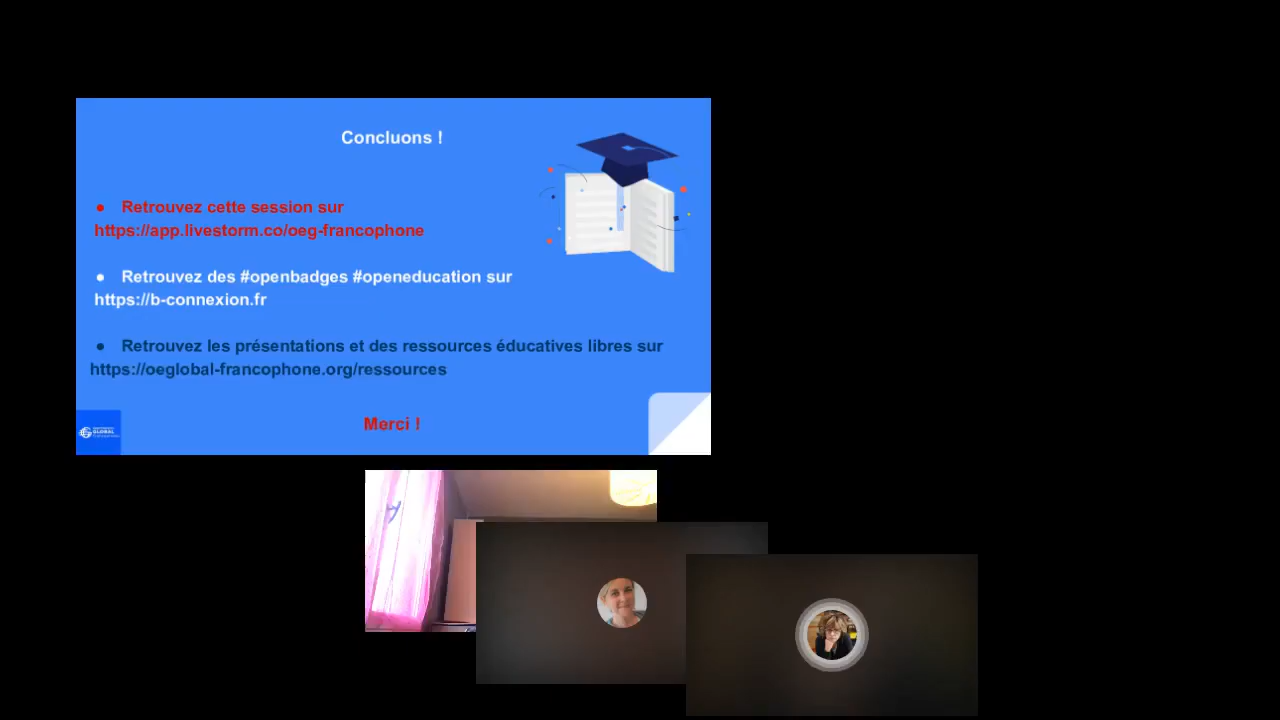 Concluons !
● Retrouvez cette session sur
https://app.livestorm.co/oeg-francophone
● Retrouvez des #openbadges #openeducation sur
https://b-connexion.fr
● Retrouvez les présentations et des ressources éducatives libres sur
https://oeglobal-francophone.org/ressources
Merci !
GLOBAL